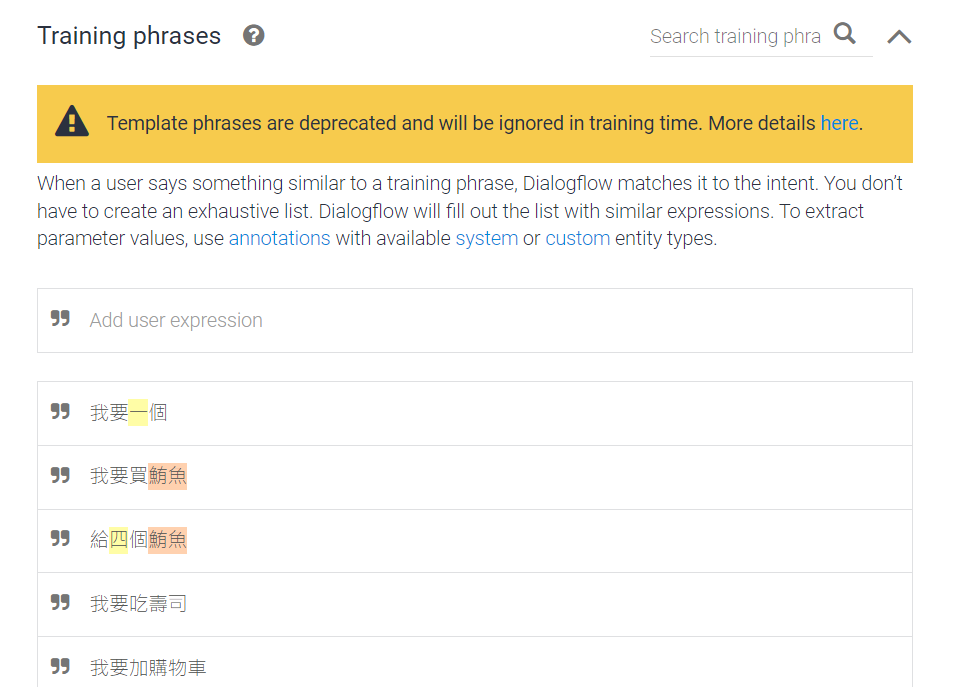 Training phrases
Search training phra
Template phrases are deprecated and will be ignored in training time. More details here.
When a user says something similar to a training phrase, Dialogflow matches it to the intent. You don’t
have to create an exhaustive list. Dialogflow will fill out the list with similar expressions. To extract
parameter values, use annotations with available system or custom entity types.
Add user expression
我要一個
我要買鮪魚
給四個鮪魚
我要吃壽司
我要加購物車